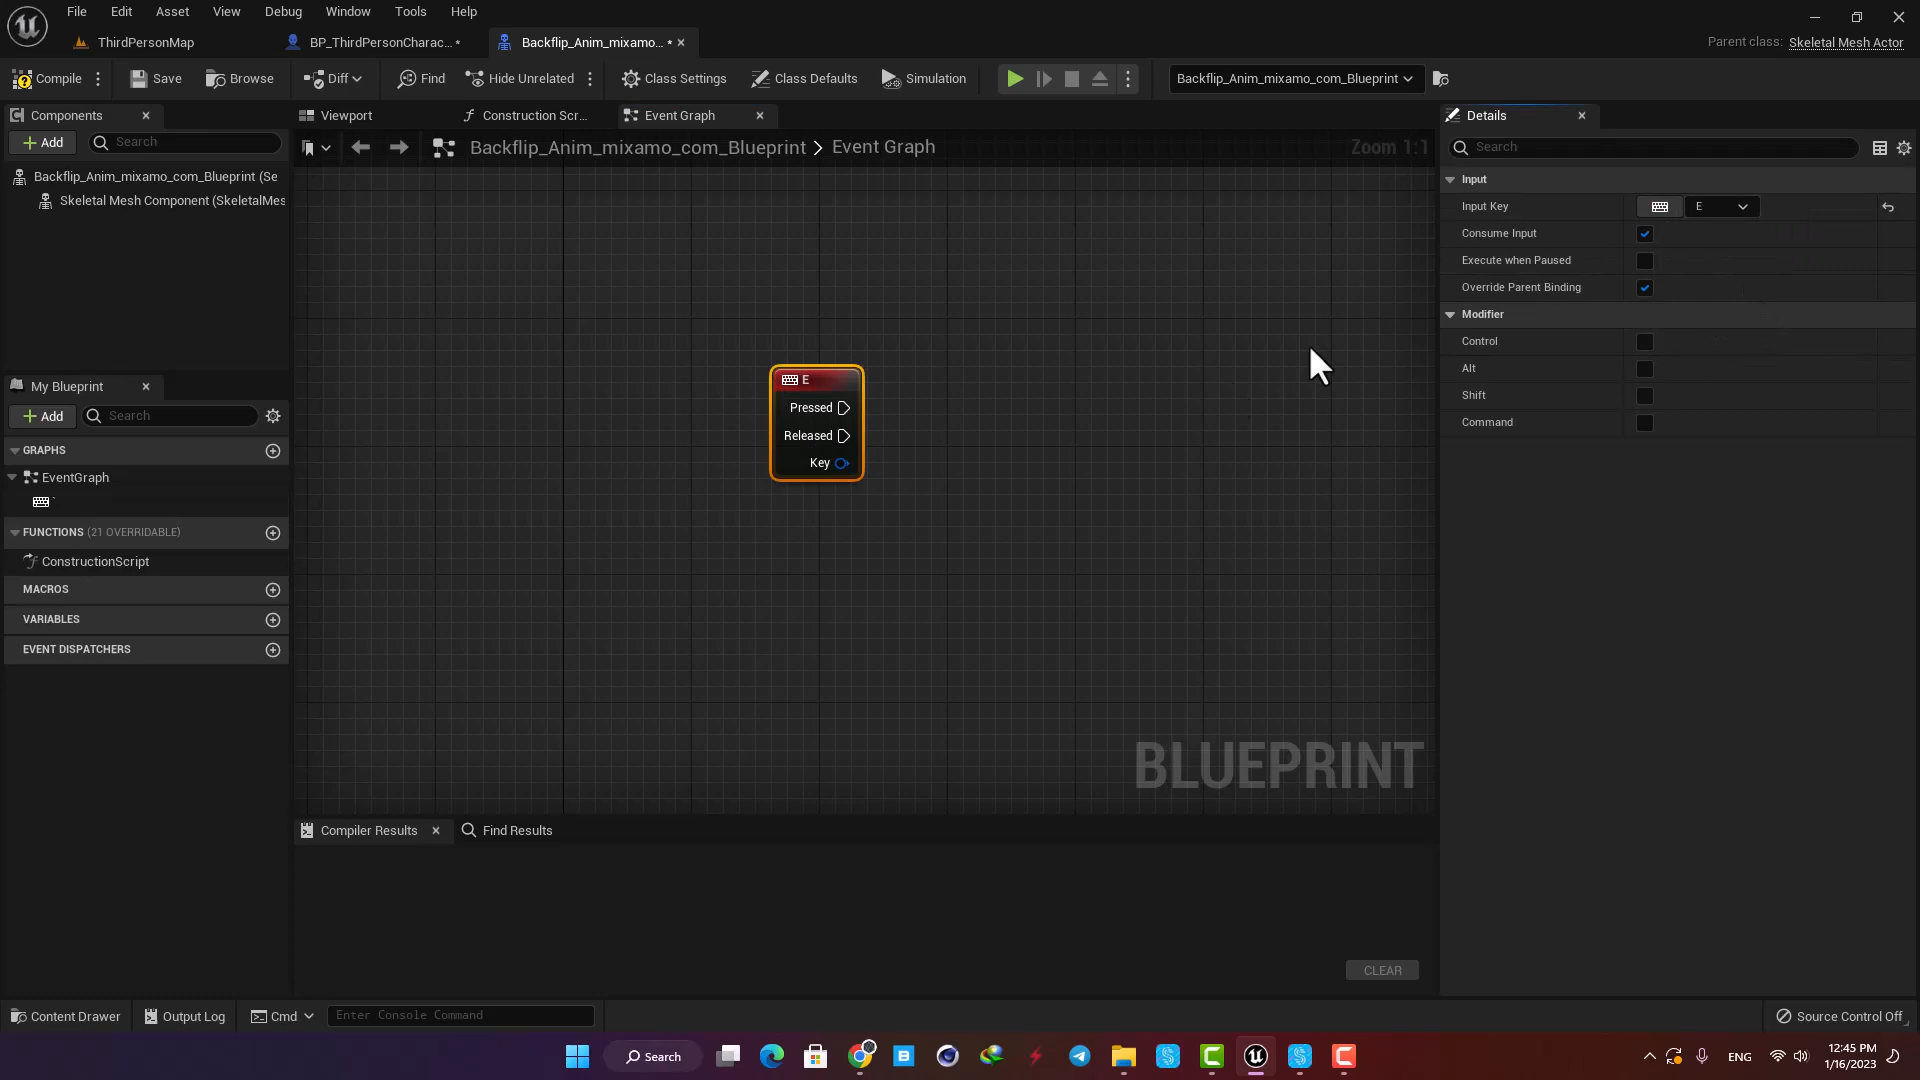 File Edit Asset View Debug Window Tools Help
ThirdPersonMap BP_ThirdPersonCharac... * Backflip_Anim_mixamo... * Parent class: Skeletal Mesh Actor
Compile Save Browse Diff Find Hide Unrelated Class Settings Class Defaults Simulation Backflip_Anim_mixamo_com_Blueprint
Components Viewport Construction Scr... Event Graph Details
Add Search Backflip_Anim_mixamo_com_Blueprint > Event Graph Zoom 1:1 Search
Backflip_Anim_mixamo_com_Blueprint (Se
Skeletal Mesh Component (SkeletalMes
Input
Input Key E
Consume Input
Execute when Paused
Override Parent Binding
Modifier
Control
Alt
Shift
Command
E
Pressed
Released
Key
My Blueprint
Add Search
GRAPHS
EventGraph
`
FUNCTIONS (21 OVERRIDABLE)
ConstructionScript
MACROS
VARIABLES
EVENT DISPATCHERS
BLUEPRINT
Compiler Results Find Results
CLEAR
Content Drawer Output Log Cmd Enter Console Command Source Control Off
Search ENG 12:45 PM
1/16/2023